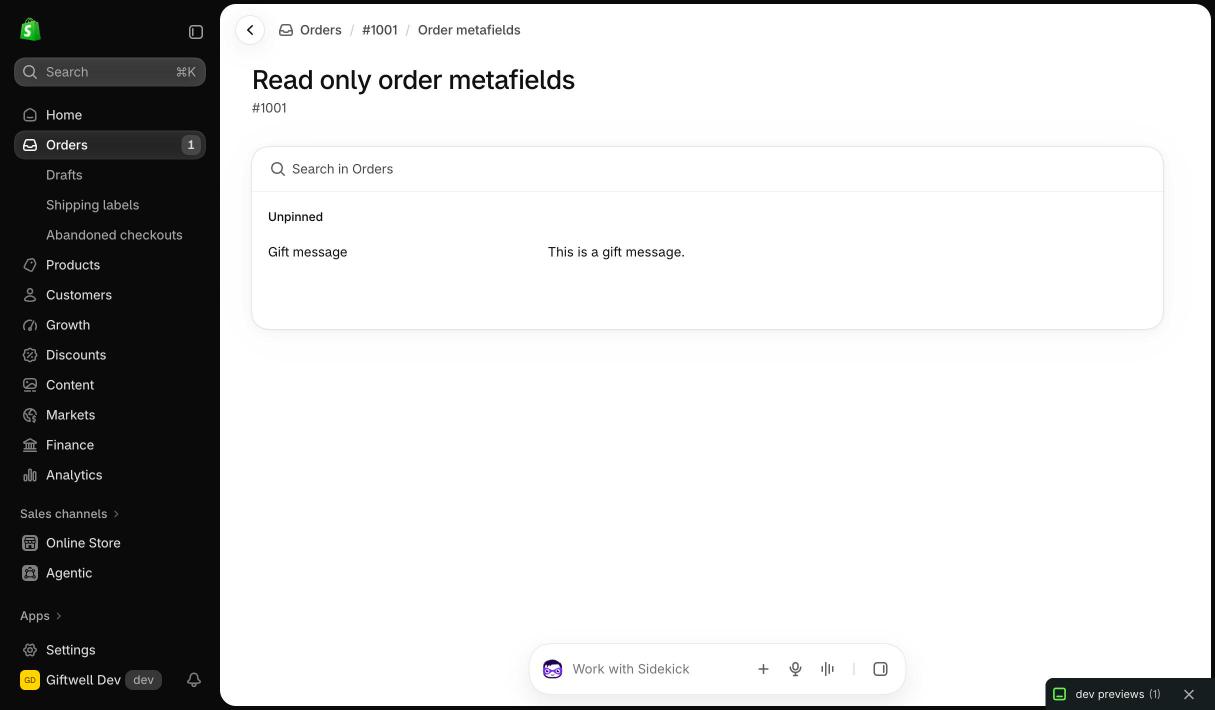 Search ⌘K
Home
Orders 1
Drafts
Shipping labels
Abandoned checkouts
Products
Customers
Growth
Discounts
Content
Markets
Finance
Analytics
Sales channels
Online Store
Agentic
Apps
Settings
GD Giftwell Dev dev
Orders / #1001 / Order metafields
Read only order metafields
#1001
Search in Orders
Unpinned
Gift message This is a gift message.
Work with Sidekick
dev previews (1)